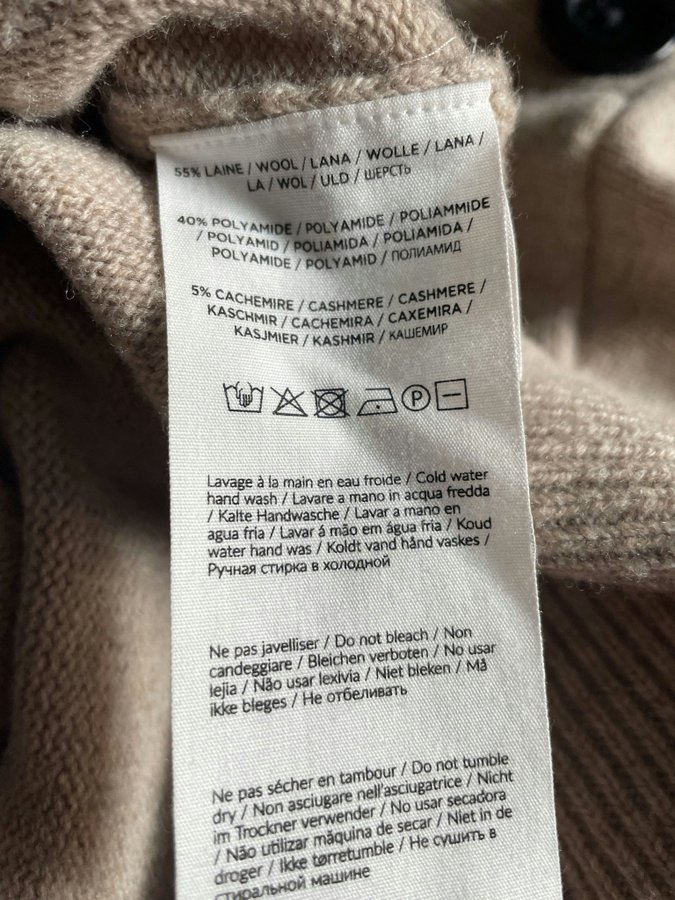 55% LAINE / WOOL / LANA / WOLLE / LANA /
LA / WOL / ULD / ШЕРСТЬ
40% POLYAMIDE / POLYAMIDE / POLIAMMIDE
/ POLYAMID / POLIAMIDA / POLIAMIDA /
POLYAMIDE / POLYAMID / ПОЛИАМИД
5% CACHEMIRE / CASHMERE / CASHMERE /
KASCHMIR / CACHEMIRA / CAXEMIRA /
KASJMIER / KASHMIR / КАШЕМИР
P
Lavage à la main en eau froide / Cold water
hand wash / Lavare a mano in acqua fredda
/ Kalte Handwasche / Lavar a mano en
agua fria / Lavar á mão em água fria / Koud
water hand was / Koldt vand hånd vaskes /
Ручная стирка в холодной
Ne pas javelliser / Do not bleach / Non
candeggiare / Bleichen verboten / No usar
lejia / Não usar lexivia / Niet bleken / Må
ikke bleges / Не отбеливать
Ne pas sécher en tambour / Do not tumble
dry / Non asciugare nell'asciugatrice / Nicht
im Trockner verwender / No usar secadora
/ Não utilizar máquina de secar / Niet in de
droger / Ikke tørretumble / Не сушить в
стиральной машине